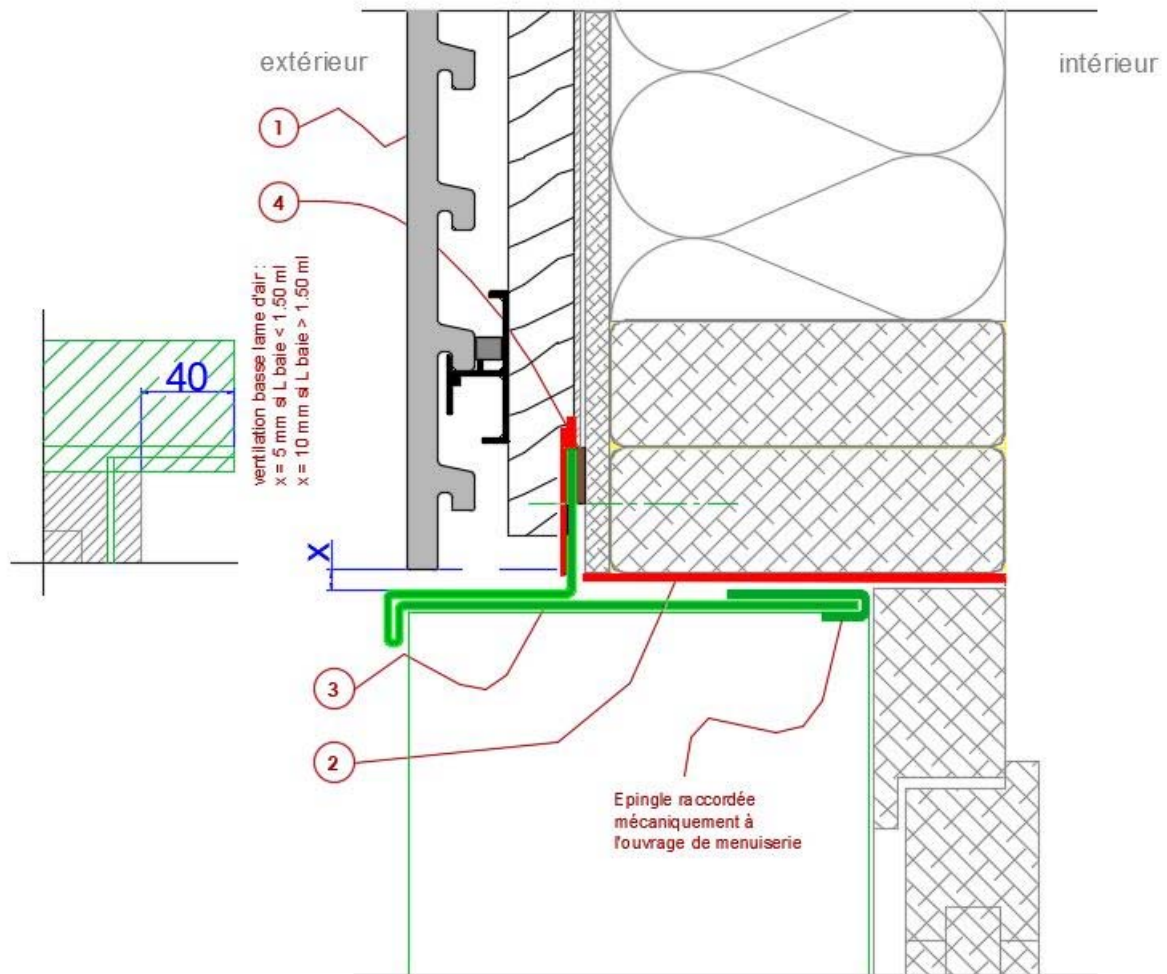 extérieur
intérieur
1
4
ventilation basse lame d'air :
x = 5 mm si L baie < 1.50 ml
x = 10 mm si L baie > 1.50 ml
40
X
3
2
Epingle raccordée
mécaniquement à
l'ouvrage de menuiserie